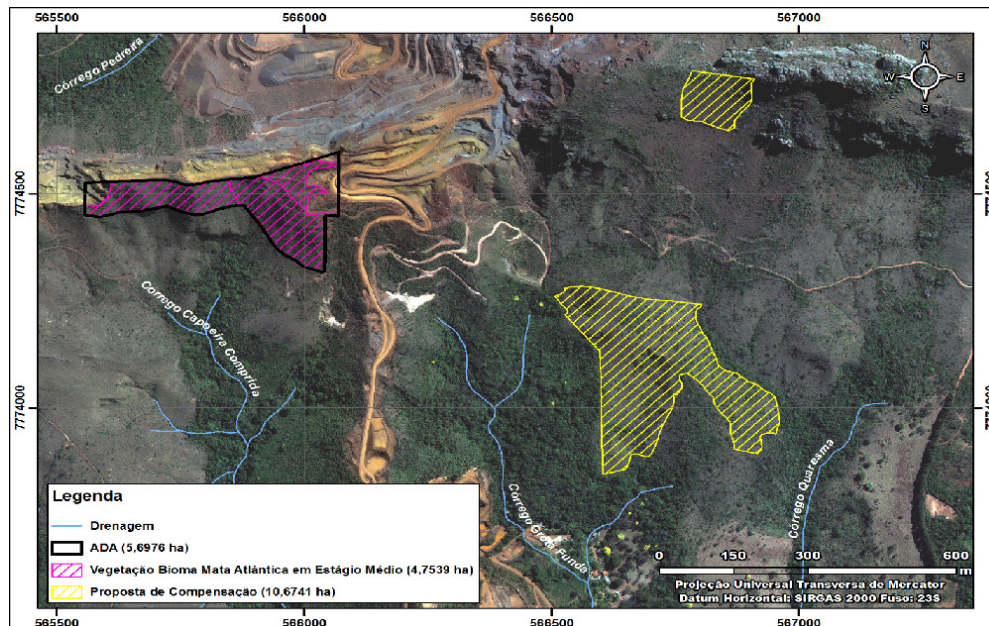 565500 566000 566500 567000
N
W E
S
Córrego Pedreira
7774500
7774500
Córrego Capoeira Comprida
7774000
7774000
Córrego Quaresma
Córrego Grota Funda
Legenda
Drenagem
ADA (5,6976 ha)
Vegetação Bioma Mata Atlântica em Estágio Médio (4,7539 ha)
Proposta de Compensação (10,6741 ha)
0 150 300 600
m
Projeção Universal Transversa de Mercator
Datum Horizontal: SIRGAS 2000 Fuso: 23S
565500 566000 566500 567000